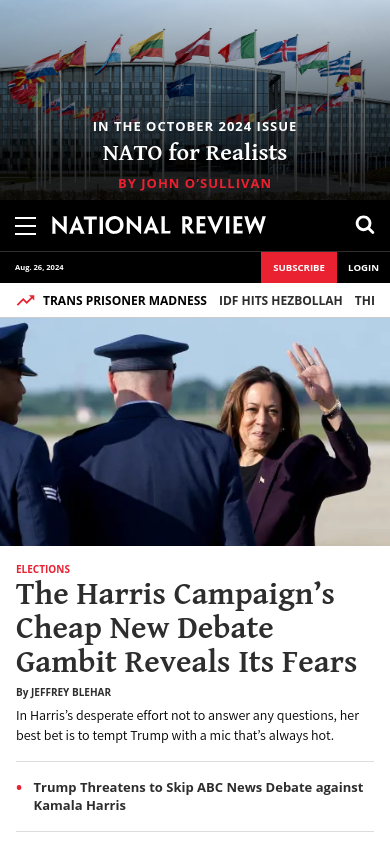 IN THE OCTOBER 2024 ISSUE
NATO for Realists
BY JOHN O'SULLIVAN
NATIONAL REVIEW
Aug. 26, 2024
SUBSCRIBE
LOGIN
TRANS PRISONER MADNESS IDF HITS HEZBOLLAH THI
ELECTIONS
The Harris Campaign’s
Cheap New Debate
Gambit Reveals Its Fears
By JEFFREY BLEHAR
In Harris’s desperate effort not to answer any questions, her
best bet is to tempt Trump with a mic that’s always hot.
Trump Threatens to Skip ABC News Debate against
Kamala Harris